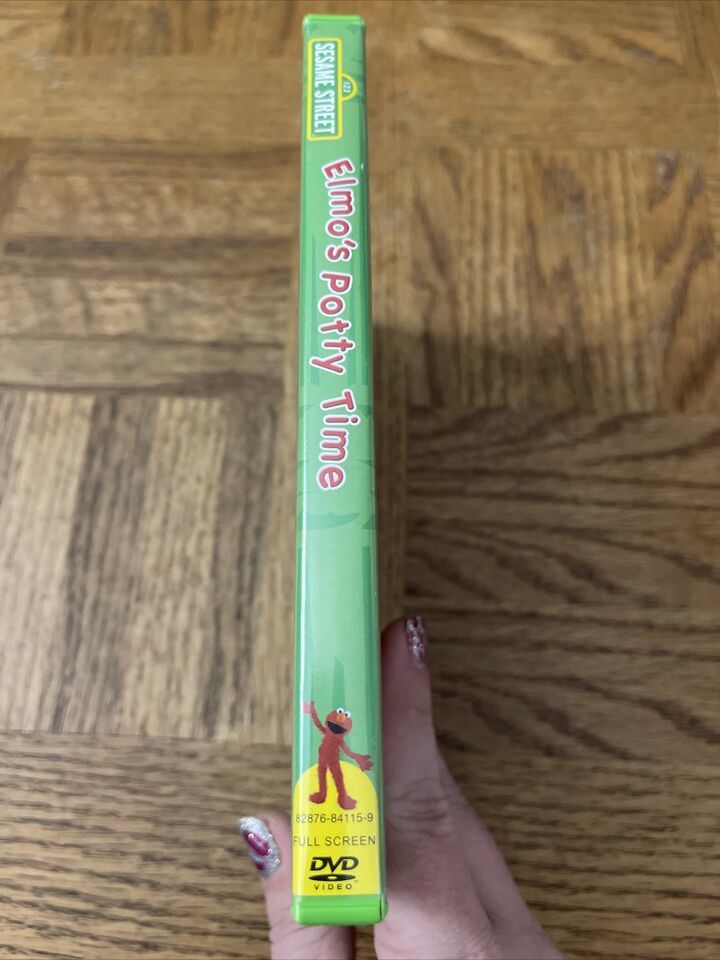 123
SESAME STREET
Elmo's Potty Time
82876-84115-9
FULL SCREEN
DVD
VIDEO